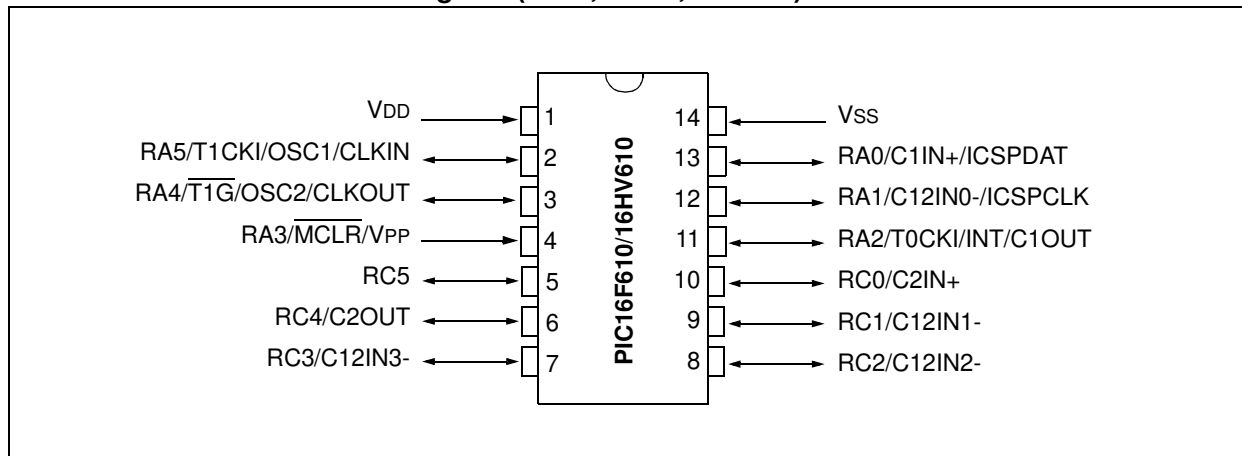 VDD
RA5/T1CKI/OSC1/CLKIN
RA4/T1G/OSC2/CLKOUT
RA3/MCLR/VPP
RC5
RC4/C2OUT
RC3/C12IN3-
1
2
3
4
5
6
7
PIC16F610/16HV610
14
13
12
11
10
9
8
VSS
RA0/C1IN+/ICSPDAT
RA1/C12IN0-/ICSPCLK
RA2/T0CKI/INT/C1OUT
RC0/C2IN+
RC1/C12IN1-
RC2/C12IN2-